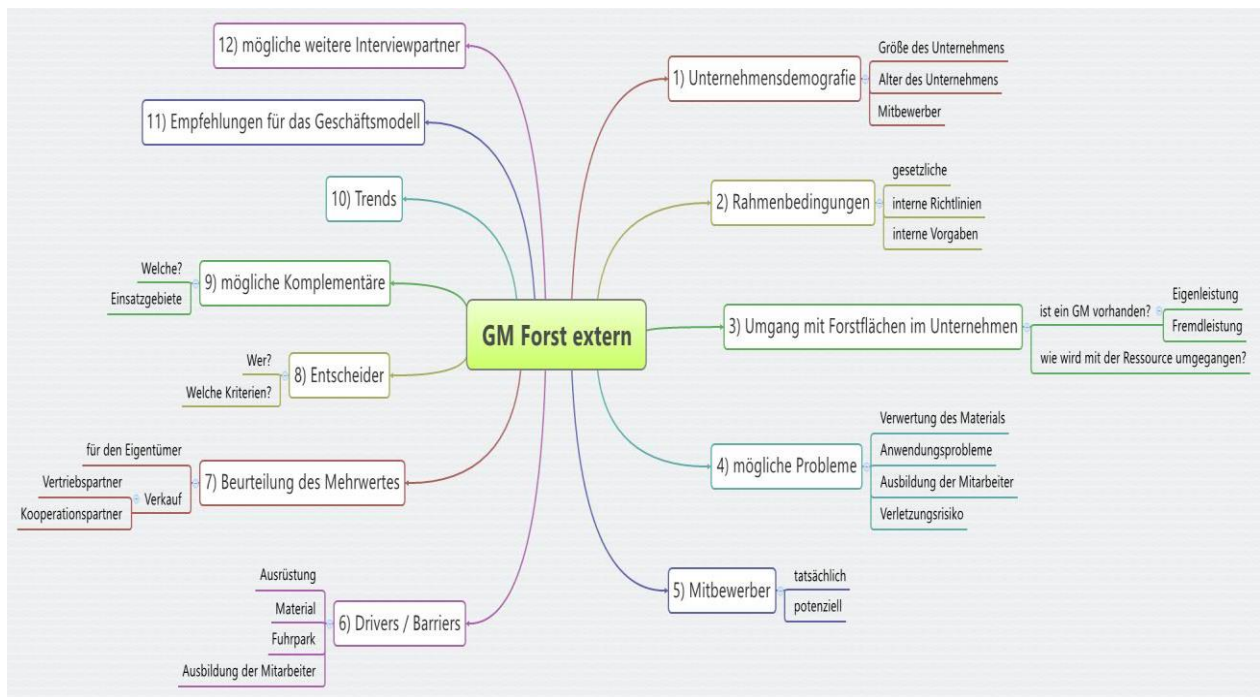 GM Forst extern
1) Unternehmensdemografie
Größe des Unternehmens
Alter des Unternehmens
Mitbewerber
2) Rahmenbedingungen
gesetzliche
interne Richtlinien
interne Vorgaben
3) Umgang mit Forstflächen im Unternehmen
ist ein GM vorhanden?
Eigenleistung
Fremdleistung
wie wird mit der Ressource umgegangen?
4) mögliche Probleme
Verwertung des Materials
Anwendungsprobleme
Ausbildung der Mitarbeiter
Verletzungsrisiko
5) Mitbewerber
tatsächlich
potenziell
6) Drivers / Barriers
Ausrüstung
Material
Fuhrpark
Ausbildung der Mitarbeiter
7) Beurteilung des Mehrwertes
für den Eigentümer
Verkauf
Vertriebspartner
Kooperationspartner
8) Entscheider
Wer?
Welche Kriterien?
9) mögliche Komplementäre
Welche?
Einsatzgebiete
10) Trends
11) Empfehlungen für das Geschäftsmodell
12) mögliche weitere Interviewpartner